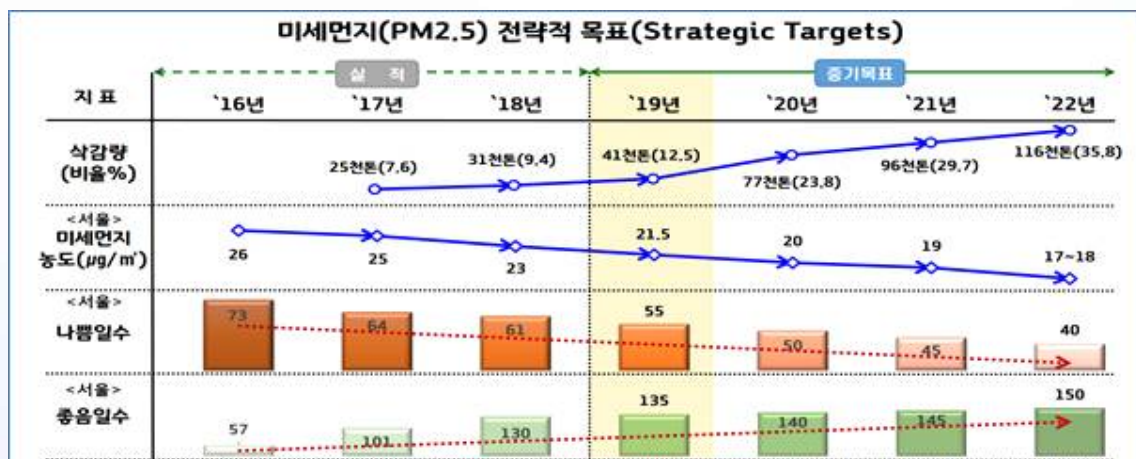 미세먼지(PM2.5) 전략적 목표(Strategic Targets)
실 적 중기목표
지 표 `16년 `17년 `18년 `19년 `20년 `21년 `22년
삭감량
(비율%)
25천톤(7.6) 31천톤(9.4) 41천톤(12.5) 77천톤(23.8) 96천톤(29.7) 116천톤(35.8)
<서울>
미세먼지
농도(㎍/㎥)
26 25 23 21.5 20 19 17~18
<서울>
나쁨일수
73 64 61 55 50 45 40
<서울>
좋음일수
57 101 130 135 140 145 150